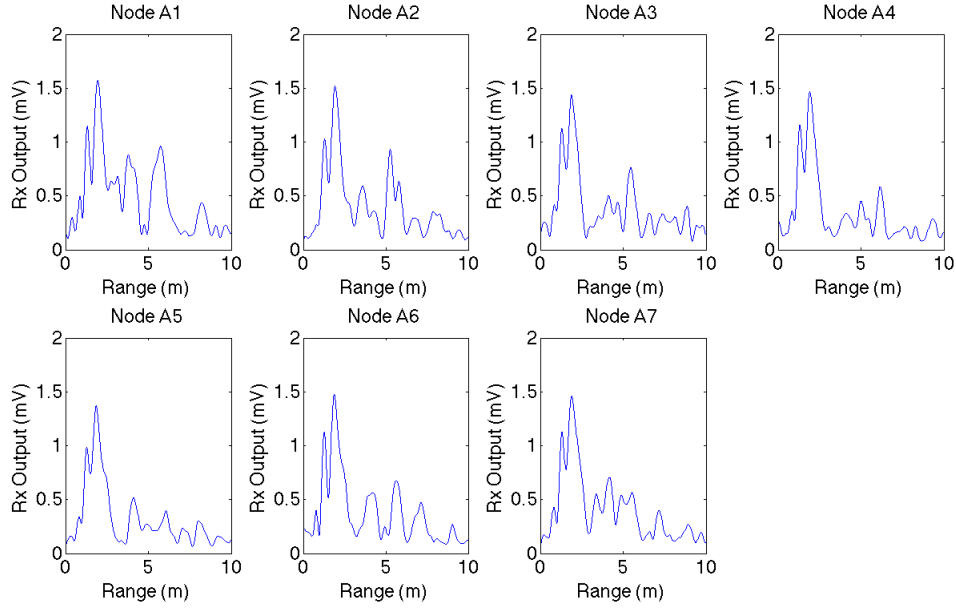 Node A1
2
1.5
1
0.5
0
0 5 10
Rx Output (mV)
Range (m)
Node A2
2
1.5
1
0.5
0
0 5 10
Rx Output (mV)
Range (m)
Node A3
2
1.5
1
0.5
0
0 5 10
Rx Output (mV)
Range (m)
Node A4
2
1.5
1
0.5
0
0 5 10
Rx Output (mV)
Range (m)
Node A5
2
1.5
1
0.5
0
0 5 10
Rx Output (mV)
Range (m)
Node A6
2
1.5
1
0.5
0
0 5 10
Rx Output (mV)
Range (m)
Node A7
2
1.5
1
0.5
0
0 5 10
Rx Output (mV)
Range (m)